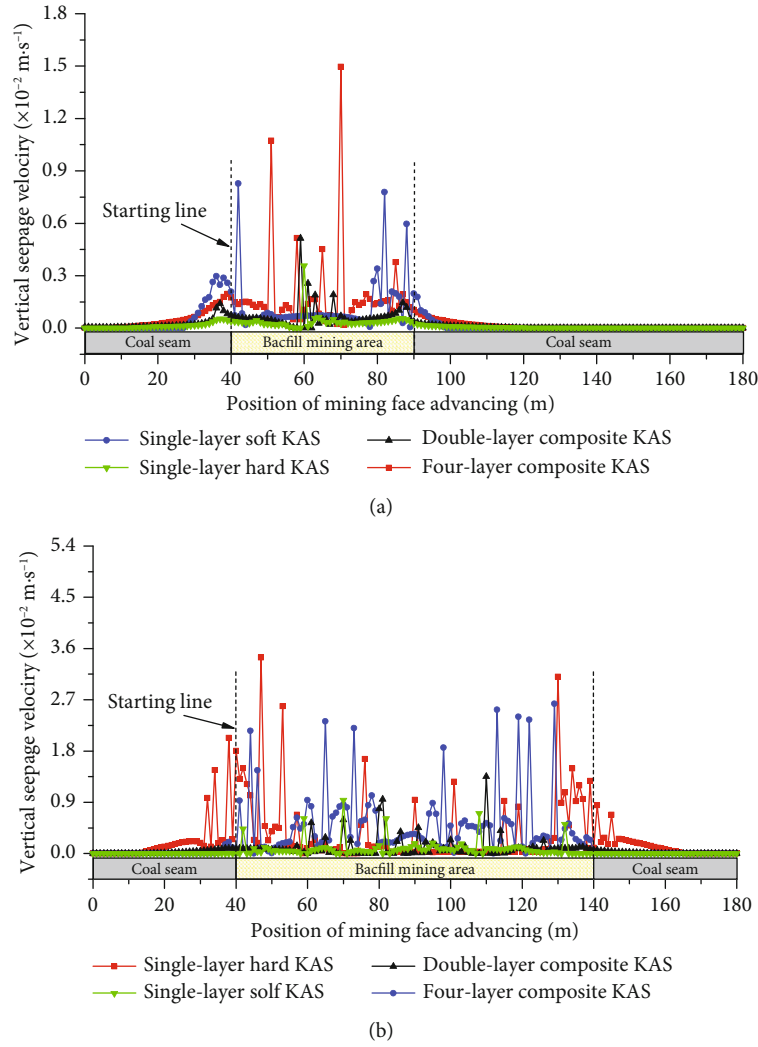 1.8
1.5
1.2
0.9
0.6
0.3
0.0
Vertical seepage velociry (×10⁻² m·s⁻¹)
Starting line
Coal seam
Bacfill mining area
Coal seam
0 20 40 60 80 100 120 140 160 180
Position of mining face advancing (m)
Single-layer soft KAS
Double-layer composite KAS
Single-layer hard KAS
Four-layer composite KAS
(a)
5.4
4.5
3.6
2.7
1.8
0.9
0.0
Vertical seepage velociry (×10⁻² m·s⁻¹)
Starting line
Coal seam
Bacfill mining area
Coal seam
0 20 40 60 80 100 120 140 160 180
Position of mining face advancing (m)
Single-layer hard KAS
Double-layer composite KAS
Single-layer solf KAS
Four-layer composite KAS
(b)